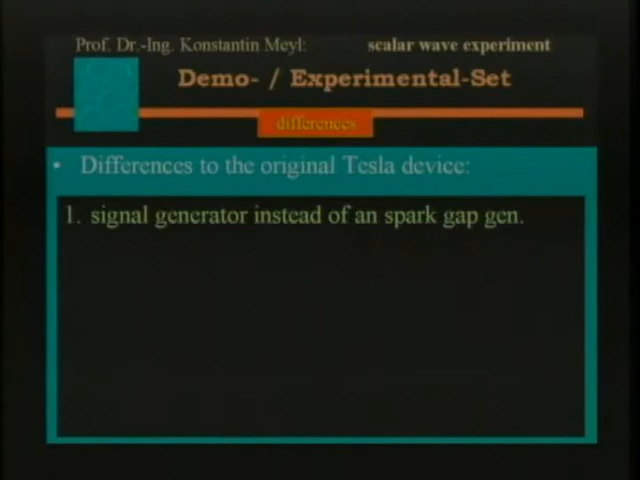 Prof. Dr.-Ing. Konstantin Meyl: scalar wave experiment
Demo- / Experimental-Set
differences
• Differences to the original Tesla device:
1. signal generator instead of an spark gap gen.